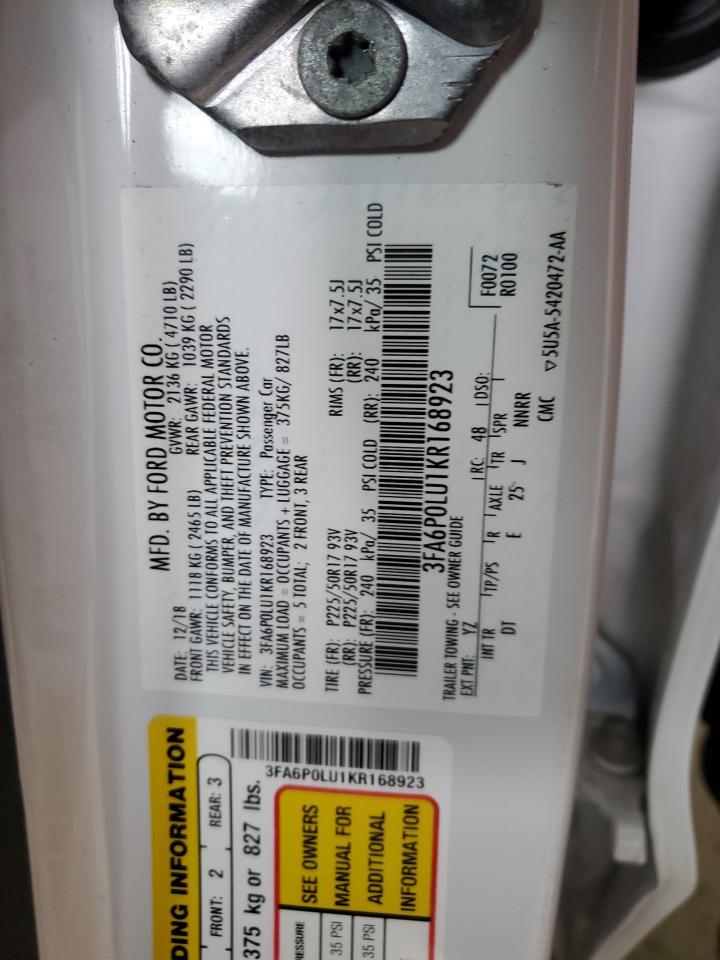 MFD. BY FORD MOTOR CO.
DATE: 12/18 GVWR: 2136 KG ( 4710 LB)
FRONT GAWR: 1118 KG ( 2465 LB) REAR GAWR: 1039 KG ( 2290 LB)
THIS VEHICLE CONFORMS TO ALL APPLICABLE FEDERAL MOTOR
VEHICLE SAFETY, BUMPER, AND THEFT PREVENTION STANDARDS
IN EFFECT ON THE DATE OF MANUFACTURE SHOWN ABOVE.
VIN: 3FA6P0LU1KR168923 TYPE: Passenger Car
MAXIMUM LOAD = OCCUPANTS + LUGGAGE = 375KG/ 827LB
OCCUPANTS = 5 TOTAL; 2 FRONT, 3 REAR
TIRE (FR): P225/50R17 93V RIMS (FR): 17x7.5J
(RR): P225/50R17 93V (RR): 17x7.5J
PRESSURE (FR): 240 kPa/ 35 PSI COLD (RR): 240 kPa/ 35 PSI COLD
3FA6P0LU1KR168923
TRAILER TOWING - SEE OWNER GUIDE
EXT PNT: YZ RC: 48 DSO: F0072
INT TR TP/PS R AXLE TR SPR R0100
DT E 25 J NNRR
CMC ▽5U5A-5420472-AA
3FA6P0LU1KR168923
DING INFORMATION
FRONT: 2 REAR: 3
375 kg or 827 lbs.
RESSURE SEE OWNERS
35 PSI MANUAL FOR
35 PSI ADDITIONAL
INFORMATION